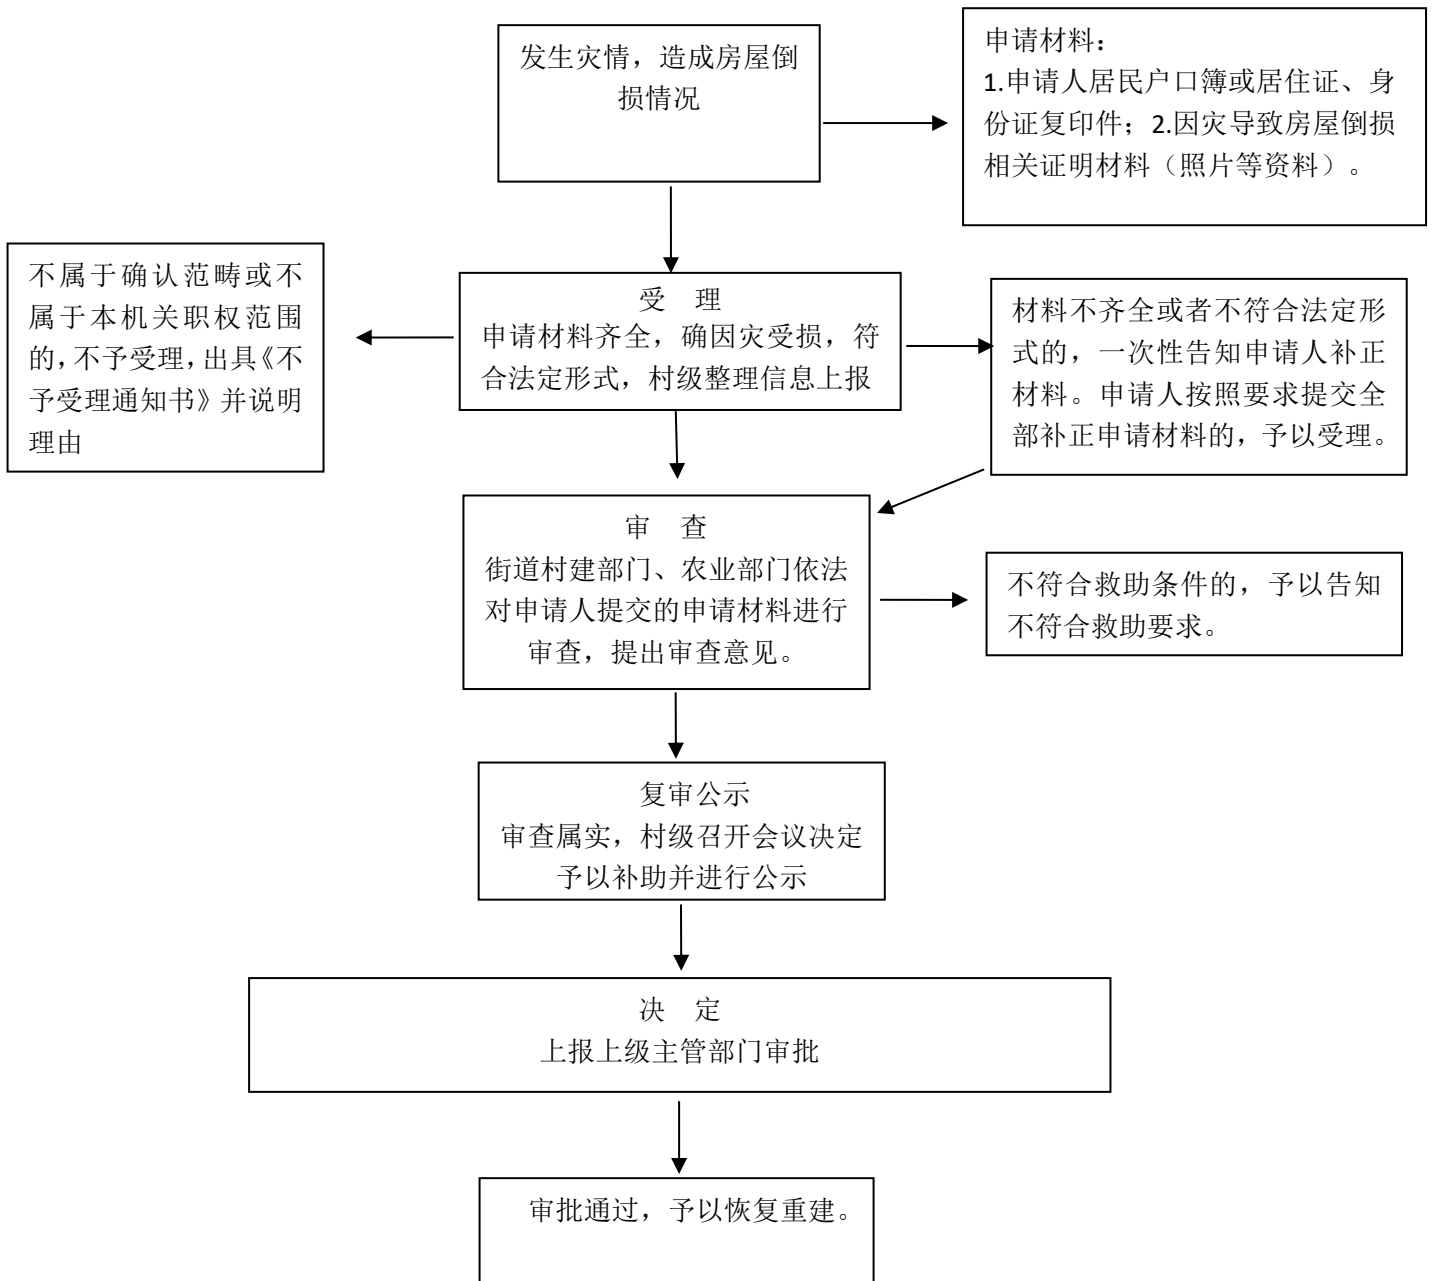 发生灾情，造成房屋倒
损情况
申请材料：
1.申请人居民户口簿或居住证、身
份证复印件；2.因灾导致房屋倒损
相关证明材料（照片等资料）。
不属于确认范畴或不
属于本机关职权范围
的，不予受理，出具《不
予受理通知书》并说明
理由
受 理
申请材料齐全，确因灾受损，符
合法定形式，村级整理信息上报
材料不齐全或者不符合法定形
式的，一次性告知申请人补正
材料。申请人按照要求提交全
部补正申请材料的，予以受理。
审 查
街道村建部门、农业部门依法
对申请人提交的申请材料进行
审查，提出审查意见。
不符合救助条件的，予以告知
不符合救助要求。
复审公示
审查属实，村级召开会议决定
予以补助并进行公示
决 定
上报上级主管部门审批
审批通过，予以恢复重建。